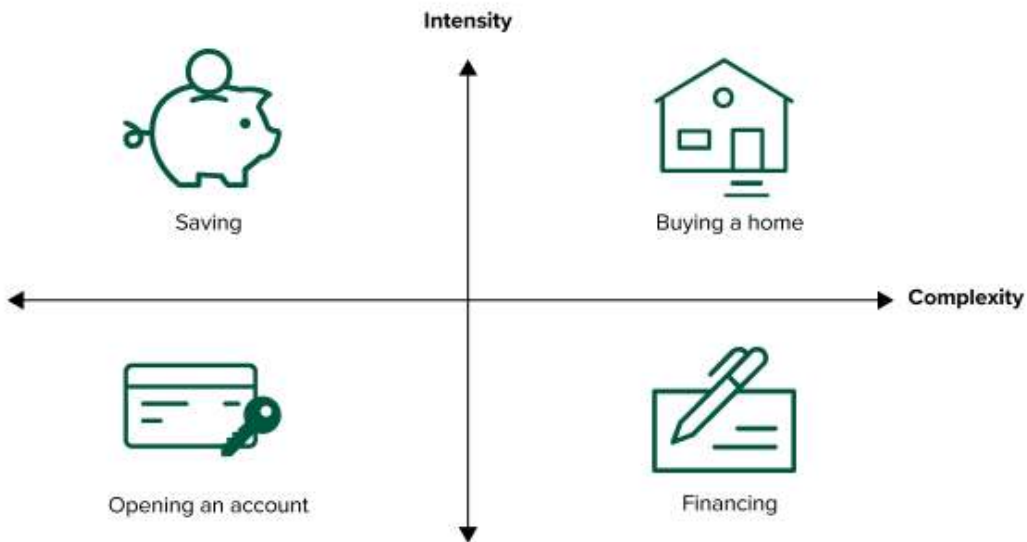 Intensity
Saving
Buying a home
Complexity
Opening an account
Financing